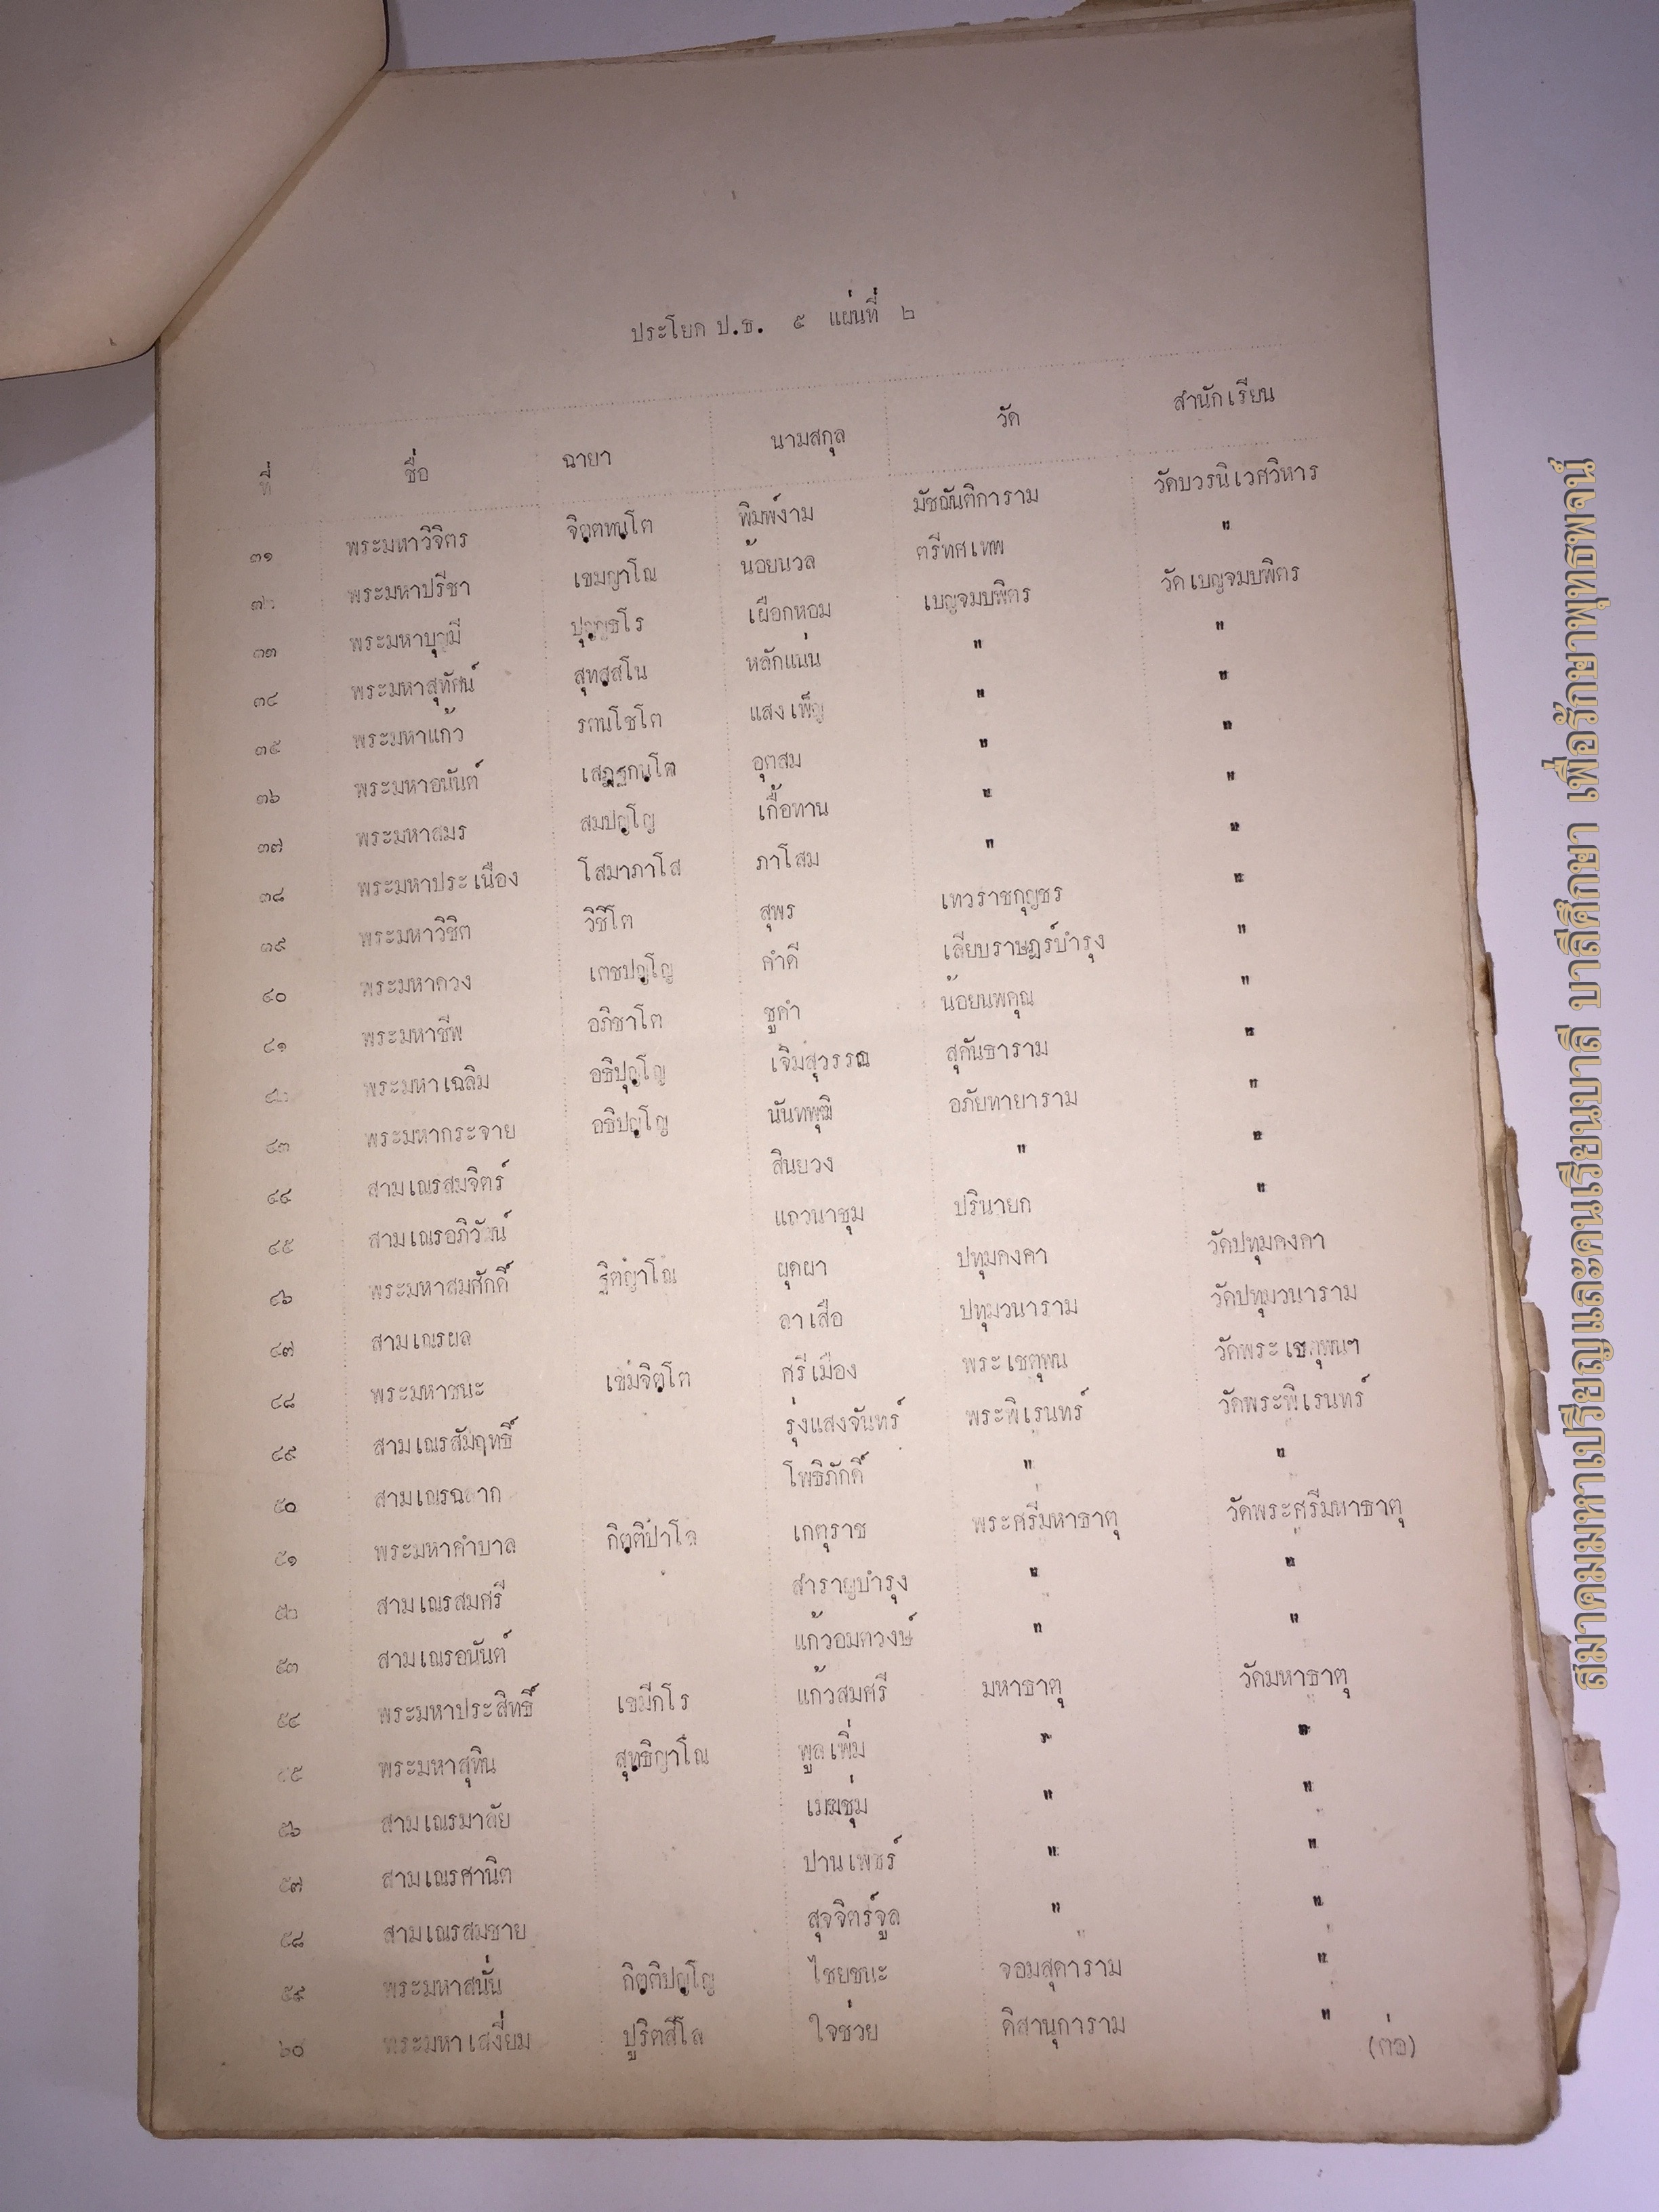 ประโยค ป.ธ. ๕ แผ่นที่ ๒
ที่ ชื่อ ฉายา นามสกุล วัด สำนักเรียน
๓๑ พระมหาวิจิตร จิตฺตทนฺโต พิมพ์งาม มัชฌันติการาม วัดบวรนิเวศวิหาร
๓๒ พระมหาปรีชา เขมญาโณ น้อยนวล ตรีทศเทพ "
๓๓ พระมหาบุญมี ปุญฺญธโร เผือกหอม เบญจมบพิตร วัดเบญจมบพิตร
๓๔ พระมหาสุทัศน์ สุทสฺสโน หลักแน่น " "
๓๕ พระมหาแก้ว รตนโชโต แสงเพ็ญ " "
๓๖ พระมหาอนันต์ เสฏฺฐกนฺโต อุตสม " "
๓๗ พระมหาสมร สมปญฺโญ เกื้อทาน " "
๓๘ พระมหาประเนือง โสมาภาโส ภาโสม " "
๓๙ พระมหาวิชิต วิชิโต สุพร เทวราชกุญชร "
๔๐ พระมหาดวง เตชปญฺโญ คำดี เลียบราษฎร์บำรุง "
๔๑ พระมหาชีพ อภิชาโต ชูคำ น้อยนพคุณ "
๔๒ พระมหาเฉลิม อธิปุญฺโญ เจิมสุวรรณ สุคันธาราม "
๔๓ พระมหากระจาย อธิปญฺโญ นันทพุฒิ อภัยทายาราม "
๔๔ สามเณรสมจิตร์ สินยวง " "
๔๕ สามเณรอภิวัฒน์ แถวนาชุม ปรินายก "
๔๖ พระมหาสมศักดิ์ ฐิตญาโณ ผุดผา ปทุมคงคา วัดปทุมคงคา
๔๗ สามเณรผล ลาเสือ ปทุมวนาราม วัดปทุมวนาราม
๔๘ พระมหาชนะ เขมจิตฺโต ศรีเมือง พระเชตุพน วัดพระเชตุพนฯ
๔๙ สามเณรสัมฤทธิ์ รุ่งแสงจันทร์ พระพิเรนทร์ วัดพระพิเรนทร์
๕๐ โพธิภักดิ์ " "
๕๑ พระมหาคำบาล กิตฺติปาโล เกตุราช พระศรีมหาธาตุ วัดพระศรีมหาธาตุ
๕๒ สามเณรสมศรี สำราญบำรุง " "
๕๓ สามเณรอนันต์ แก้วอมตวงษ์ " "
๕๔ พระมหาประสิทธิ์ เขมีกโร แก้วสมศรี มหาธาตุ วัดมหาธาตุ
๕๕ พระมหาสุทิน สุทฺธิญาโณ พูลเพิ่ม " "
๕๖ สามเณรมาลัย เมฆชุ่ม " "
๕๗ สามเณรศานิต ปานเพชร์ " "
๕๘ สามเณรสมชาย สุจจิตร์จูล " "
๕๙ พระมหาสนั่น กิตฺติปญฺโญ ไชยชนะ จอมสุดาราม "
๖๐ พระมหาเสงี่ยม ปูริตสีโล ใจช่วย ดิสานุการาม "
(ต่อ)
สมาคมมหาเปรียญและคนเรียนบาลี บาลีศึกษา เพื่อรักษาพุทธพจน์